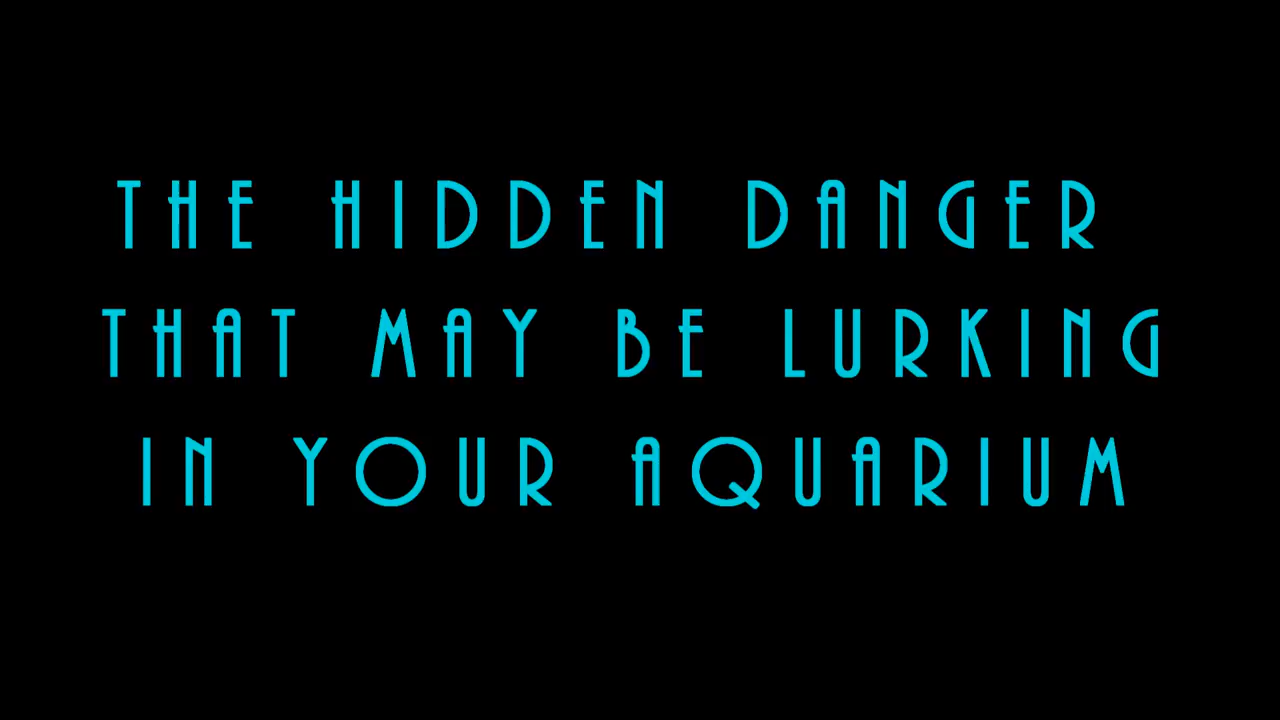 THE HIDDEN DANGER
THAT MAY BE LURKING
IN YOUR AQUARIUM